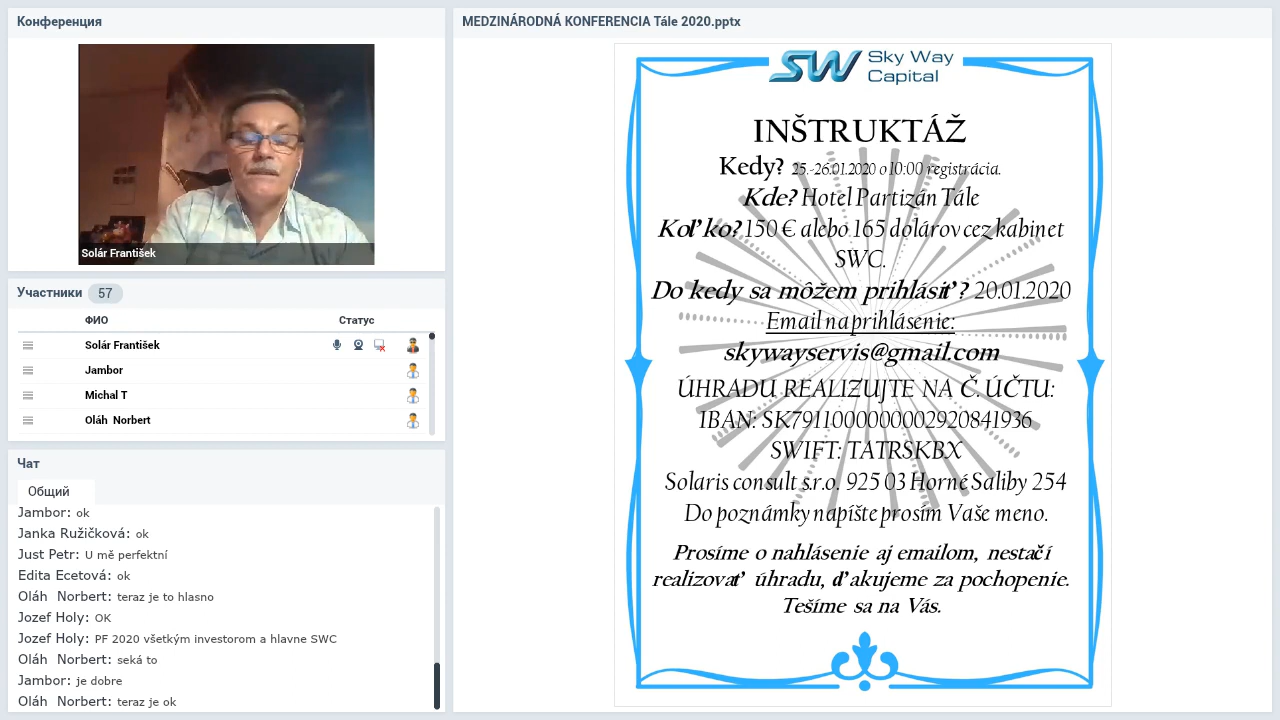 Конференция
Solár František
Участники 57
ФИО Статус
Solár František
Jambor
Michal T
Oláh Norbert
Чат
Общий
Jambor: ok
Janka Ružičková: ok
Just Petr: U mě perfektní
Edita Ecetová: ok
Oláh Norbert: teraz je to hlasno
Jozef Holy: OK
Jozef Holy: PF 2020 všetkým investorom a hlavne SWC
Oláh Norbert: seká to
Jambor: je dobre
Oláh Norbert: teraz je ok
MEDZINÁRODNÁ KONFERENCIA Tále 2020.pptx
SW Sky Way
Capital
INŠTRUKTÁŽ
Kedy? 25.-26.01.2020 o 10:00 registrácia.
Kde? Hotel Partizán Tále
Koľko? 150 € alebo 165 dolárov cez kabinet
SWC.
Do kedy sa môžem prihlásiť? 20.01.2020
Email na prihlásenie:
skywayservis@gmail.com
ÚHRADU REALIZUJTE NA Č. ÚČTU:
IBAN: SK7911000000002920841936
SWIFT: TATRSKBX
Solaris consult s.r.o. 925 03 Horné Saliby 254
Do poznámky napíšte prosím Vaše meno.
Prosíme o nahlásenie aj emailom, nestačí
realizovať úhradu, ďakujeme za pochopenie.
Tešíme sa na Vás.